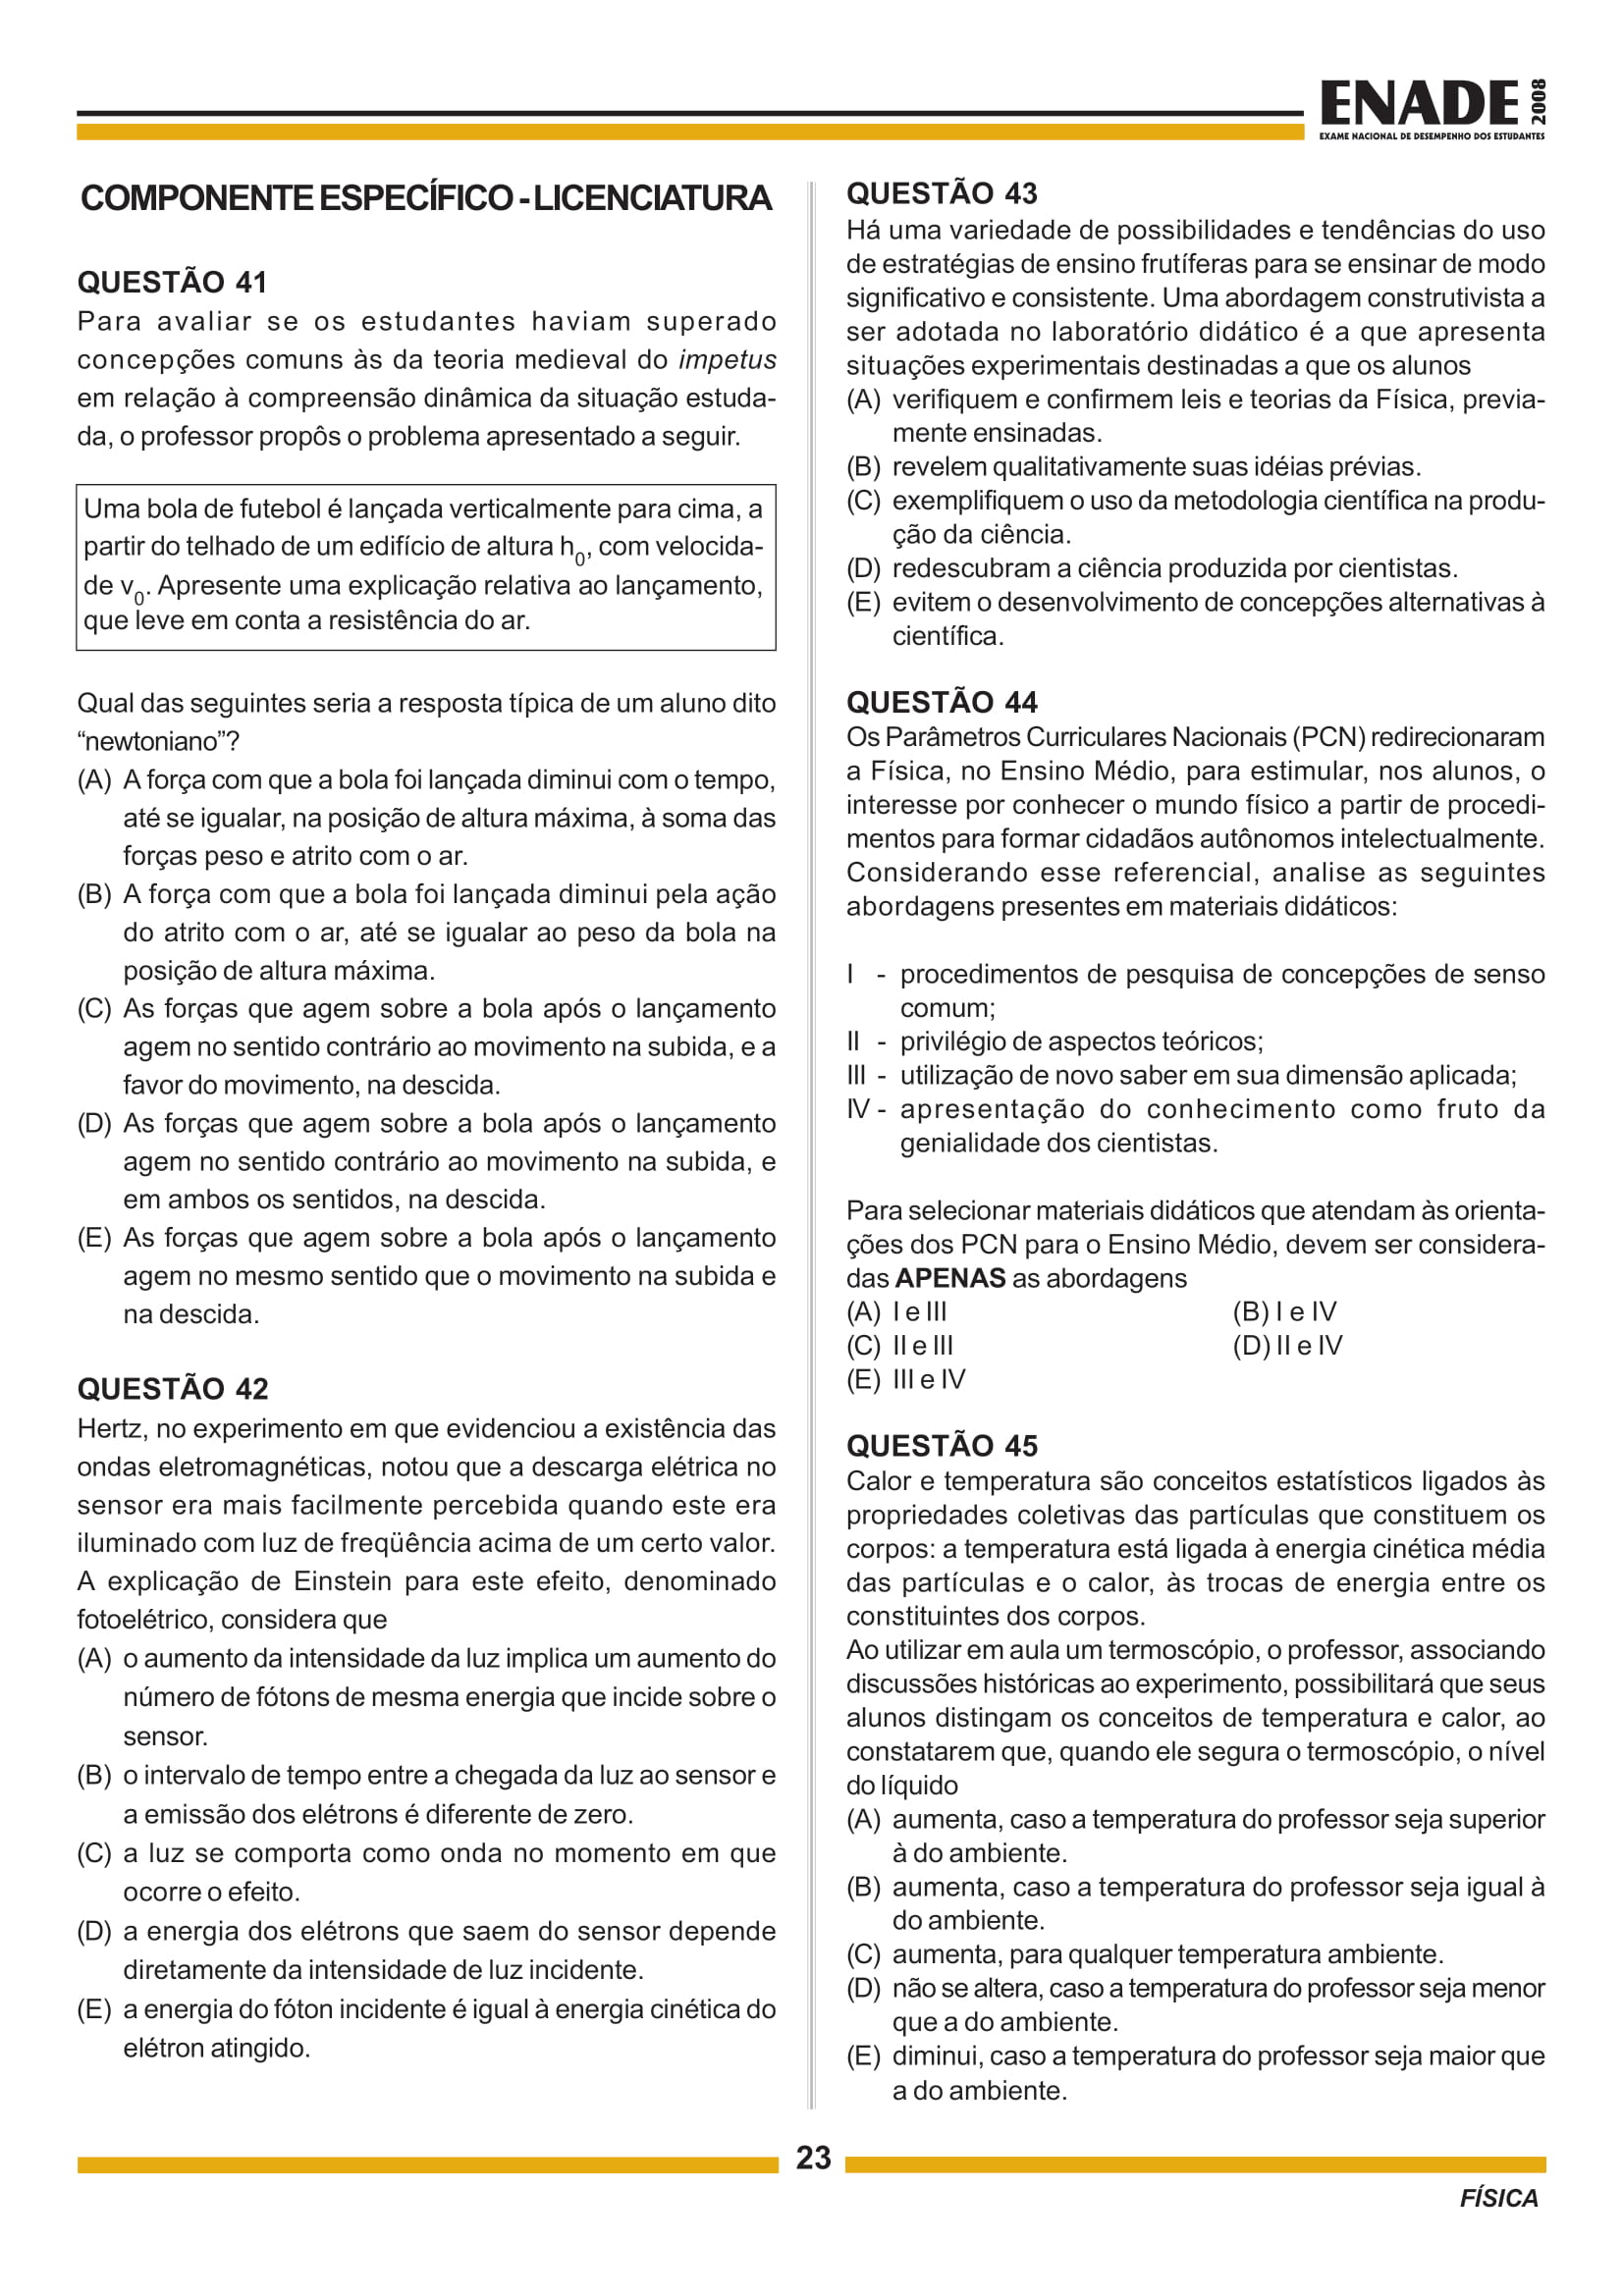 ENADE 2008
EXAME NACIONAL DE DESEMPENHO DOS ESTUDANTES
COMPONENTE ESPECÍFICO - LICENCIATURA
QUESTÃO 41
Para avaliar se os estudantes haviam superado
concepções comuns às da teoria medieval do impetus
em relação à compreensão dinâmica da situação estuda-
da, o professor propôs o problema apresentado a seguir.
Uma bola de futebol é lançada verticalmente para cima, a
partir do telhado de um edifício de altura h0, com velocida-
de v0. Apresente uma explicação relativa ao lançamento,
que leve em conta a resistência do ar.
Qual das seguintes seria a resposta típica de um aluno dito
“newtoniano”?
(A) A força com que a bola foi lançada diminui com o tempo,
até se igualar, na posição de altura máxima, à soma das
forças peso e atrito com o ar.
(B) A força com que a bola foi lançada diminui pela ação
do atrito com o ar, até se igualar ao peso da bola na
posição de altura máxima.
(C) As forças que agem sobre a bola após o lançamento
agem no sentido contrário ao movimento na subida, e a
favor do movimento, na descida.
(D) As forças que agem sobre a bola após o lançamento
agem no sentido contrário ao movimento na subida, e
em ambos os sentidos, na descida.
(E) As forças que agem sobre a bola após o lançamento
agem no mesmo sentido que o movimento na subida e
na descida.
QUESTÃO 42
Hertz, no experimento em que evidenciou a existência das
ondas eletromagnéticas, notou que a descarga elétrica no
sensor era mais facilmente percebida quando este era
iluminado com luz de freqüência acima de um certo valor.
A explicação de Einstein para este efeito, denominado
fotoelétrico, considera que
(A) o aumento da intensidade da luz implica um aumento do
número de fótons de mesma energia que incide sobre o
sensor.
(B) o intervalo de tempo entre a chegada da luz ao sensor e
a emissão dos elétrons é diferente de zero.
(C) a luz se comporta como onda no momento em que
ocorre o efeito.
(D) a energia dos elétrons que saem do sensor depende
diretamente da intensidade de luz incidente.
(E) a energia do fóton incidente é igual à energia cinética do
elétron atingido.
QUESTÃO 43
Há uma variedade de possibilidades e tendências do uso
de estratégias de ensino frutíferas para se ensinar de modo
significativo e consistente. Uma abordagem construtivista a
ser adotada no laboratório didático é a que apresenta
situações experimentais destinadas a que os alunos
(A) verifiquem e confirmem leis e teorias da Física, previa-
mente ensinadas.
(B) revelem qualitativamente suas idéias prévias.
(C) exemplifiquem o uso da metodologia científica na produ-
ção da ciência.
(D) redescubram a ciência produzida por cientistas.
(E) evitem o desenvolvimento de concepções alternativas à
científica.
QUESTÃO 44
Os Parâmetros Curriculares Nacionais (PCN) redirecionaram
a Física, no Ensino Médio, para estimular, nos alunos, o
interesse por conhecer o mundo físico a partir de procedi-
mentos para formar cidadãos autônomos intelectualmente.
Considerando esse referencial, analise as seguintes
abordagens presentes em materiais didáticos:
I - procedimentos de pesquisa de concepções de senso
comum;
II - privilégio de aspectos teóricos;
III - utilização de novo saber em sua dimensão aplicada;
IV - apresentação do conhecimento como fruto da
genialidade dos cientistas.
Para selecionar materiais didáticos que atendam às orienta-
ções dos PCN para o Ensino Médio, devem ser considera-
das APENAS as abordagens
(A) I e III (B) I e IV
(C) II e III (D) II e IV
(E) III e IV
QUESTÃO 45
Calor e temperatura são conceitos estatísticos ligados às
propriedades coletivas das partículas que constituem os
corpos: a temperatura está ligada à energia cinética média
das partículas e o calor, às trocas de energia entre os
constituintes dos corpos.
Ao utilizar em aula um termoscópio, o professor, associando
discussões históricas ao experimento, possibilitará que seus
alunos distingam os conceitos de temperatura e calor, ao
constatarem que, quando ele segura o termoscópio, o nível
do líquido
(A) aumenta, caso a temperatura do professor seja superior
à do ambiente.
(B) aumenta, caso a temperatura do professor seja igual à
do ambiente.
(C) aumenta, para qualquer temperatura ambiente.
(D) não se altera, caso a temperatura do professor seja menor
que a do ambiente.
(E) diminui, caso a temperatura do professor seja maior que
a do ambiente.
23
FÍSICA